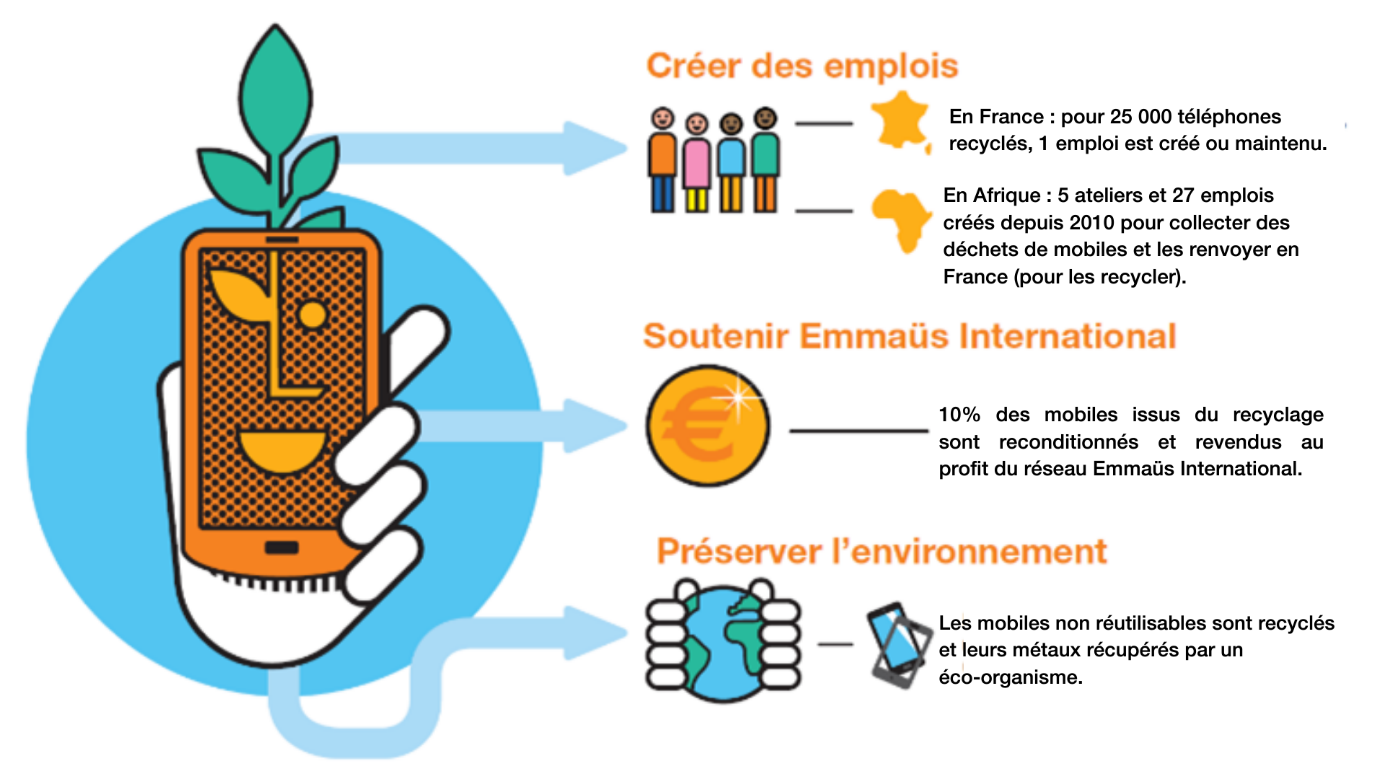 Créer des emplois
En France : pour 25 000 téléphones
recyclés, 1 emploi est créé ou maintenu.
En Afrique : 5 ateliers et 27 emplois
créés depuis 2010 pour collecter des
déchets de mobiles et les renvoyer en
France (pour les recycler).
Soutenir Emmaüs International
€
10% des mobiles issus du recyclage
sont reconditionnés et revendus au
profit du réseau Emmaüs International.
Préserver l’environnement
Les mobiles non réutilisables sont recyclés
et leurs métaux récupérés par un
éco-organisme.